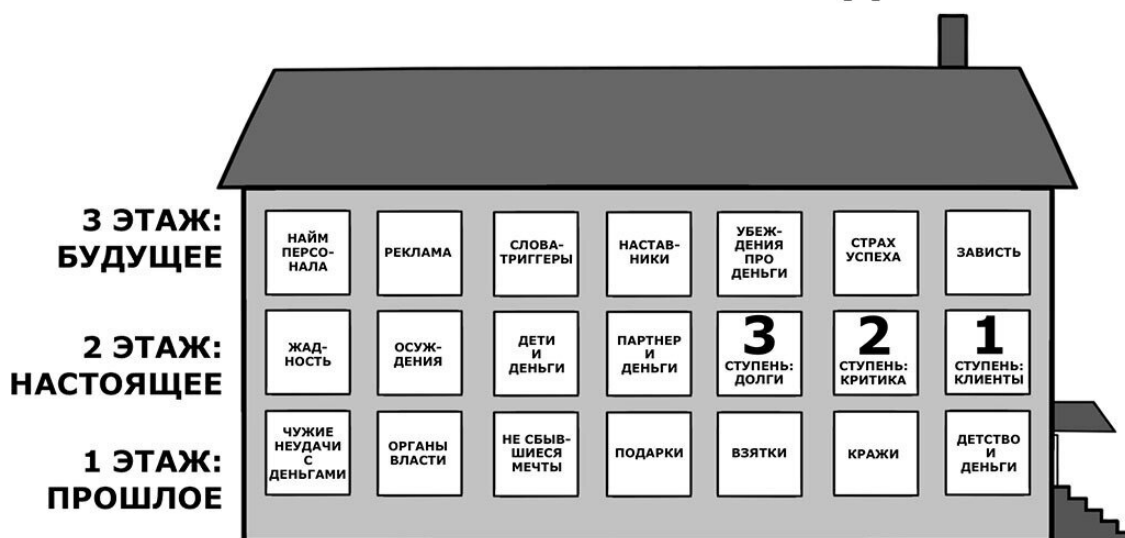 3 ЭТАЖ:
БУДУЩЕЕ
НАЙМ
ПЕРСО-
НАЛА
РЕКЛАМА
СЛОВА-
ТРИГГЕРЫ
НАСТАВ-
НИКИ
УБЕЖ-
ДЕНИЯ
ПРО
ДЕНЬГИ
СТРАХ
УСПЕХА
ЗАВИСТЬ
2 ЭТАЖ:
НАСТОЯЩЕЕ
ЖАД-
НОСТЬ
ОСУЖ-
ДЕНИЯ
ДЕТИ
И
ДЕНЬГИ
ПАРТНЕР
И
ДЕНЬГИ
3
СТУПЕНЬ:
ДОЛГИ
2
СТУПЕНЬ:
КРИТИКА
1
СТУПЕНЬ:
КЛИЕНТЫ
1 ЭТАЖ:
ПРОШЛОЕ
ЧУЖИЕ
НЕУДАЧИ
С
ДЕНЬГАМИ
ОРГАНЫ
ВЛАСТИ
НЕ СБЫВ-
ШИЕСЯ
МЕЧТЫ
ПОДАРКИ
ВЗЯТКИ
КРАЖИ
ДЕТСТВО
И
ДЕНЬГИ